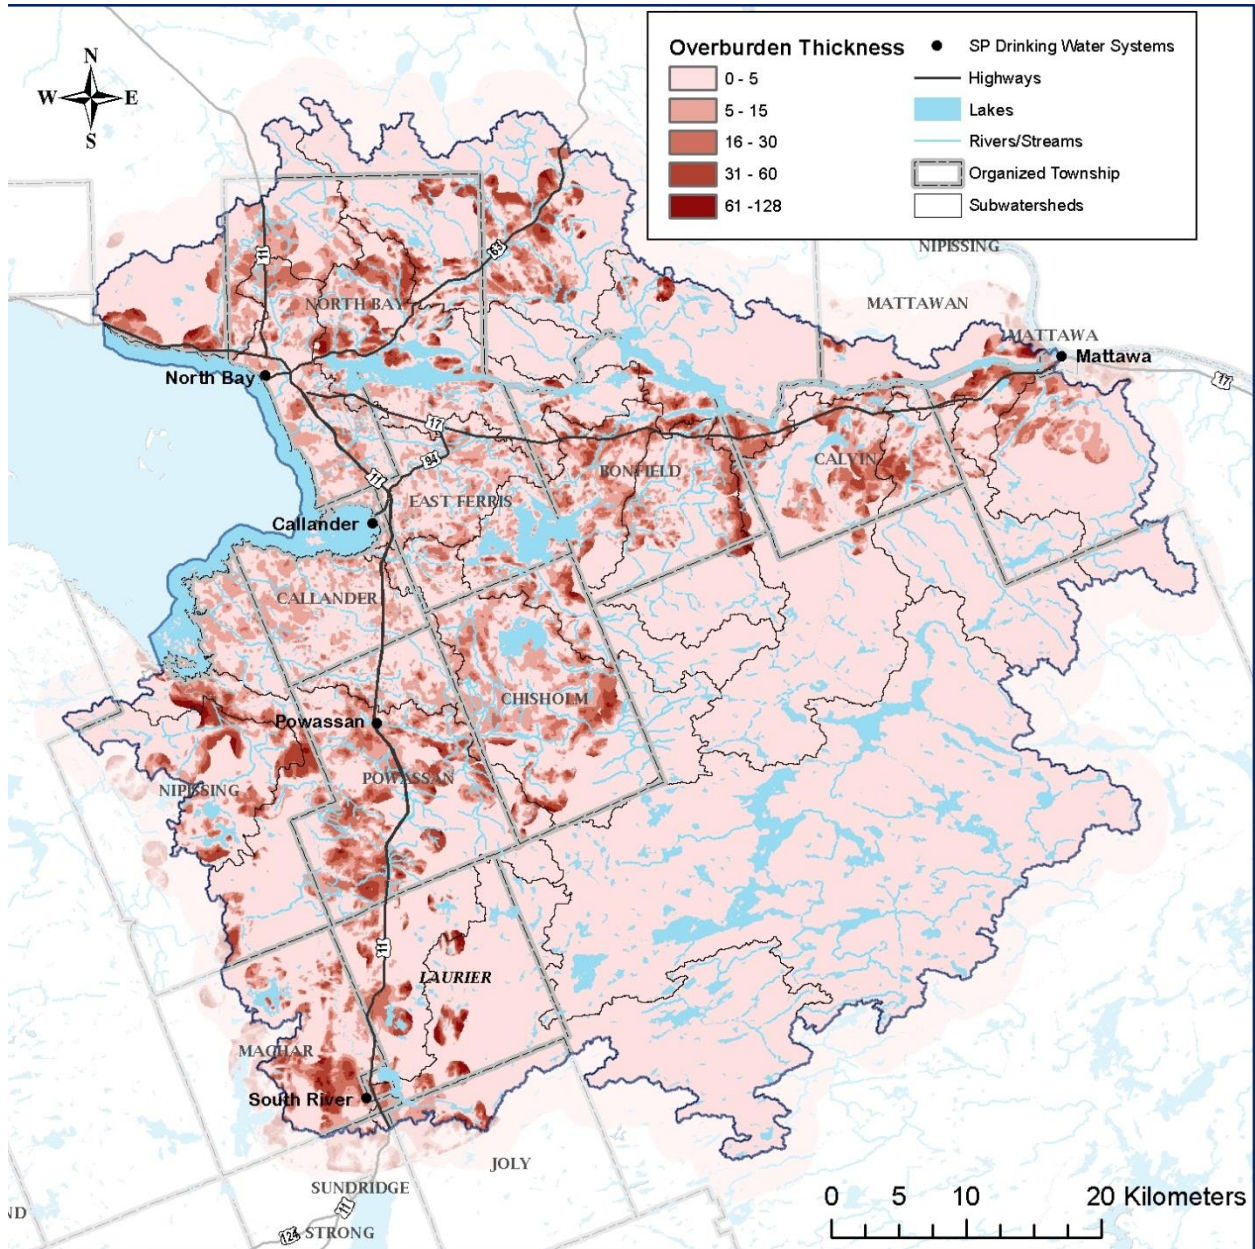 N
W E
S
Overburden Thickness
0 - 5
5 - 15
16 - 30
31 - 60
61 -128
SP Drinking Water Systems
Highways
Lakes
Rivers/Streams
Organized Township
Subwatersheds
NIPISSING
MATTAWAN
MATTAWA
Mattawa
17
11
63
NORTH BAY
North Bay
17
94
11
BONFIELD
CALVIN
EAST FERRIS
Callander
CALLANDER
CHISHOLM
Powassan
POWASSAN
NIPISSING
11
LAURIER
MACHAR
South River
JOLY
SUNDRIDGE
11
124
STRONG
ND
0 5 10 20 Kilometers